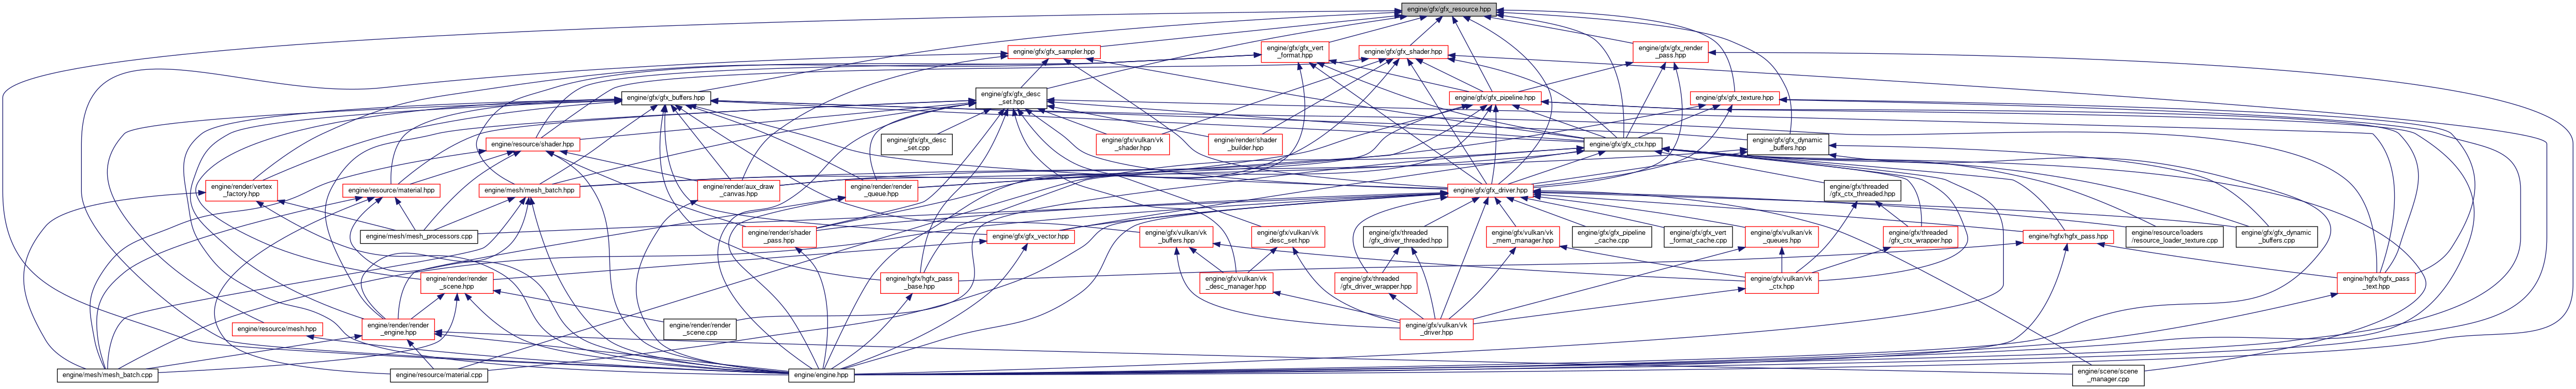 engine/gfx/gfx_resource.hpp
engine/gfx/gfx_sampler.hpp
engine/gfx/gfx_vert
_format.hpp
engine/gfx/gfx_shader.hpp
engine/gfx/gfx_render
_pass.hpp
engine/gfx/gfx_buffers.hpp
engine/gfx/gfx_desc
_set.hpp
engine/gfx/gfx_pipeline.hpp
engine/gfx/gfx_texture.hpp
engine/resource/shader.hpp
engine/gfx/gfx_desc
_set.cpp
engine/gfx/vulkan/vk
_shader.hpp
engine/render/shader
_builder.hpp
engine/gfx/gfx_ctx.hpp
engine/gfx/gfx_dynamic
_buffers.hpp
engine/render/vertex
_factory.hpp
engine/resource/material.hpp
engine/mesh/mesh_batch.hpp
engine/render/aux_draw
_canvas.hpp
engine/render/render
_queue.hpp
engine/gfx/gfx_driver.hpp
engine/gfx/threaded
/gfx_ctx_threaded.hpp
engine/mesh/mesh_processors.cpp
engine/render/shader
_pass.hpp
engine/gfx/gfx_vector.hpp
engine/gfx/vulkan/vk
_buffers.hpp
engine/gfx/vulkan/vk
_desc_set.hpp
engine/gfx/threaded
/gfx_driver_threaded.hpp
engine/gfx/vulkan/vk
_mem_manager.hpp
engine/gfx/gfx_pipeline
_cache.cpp
engine/gfx/gfx_vert
_format_cache.cpp
engine/gfx/vulkan/vk
_queues.hpp
engine/gfx/threaded
/gfx_ctx_wrapper.hpp
engine/hgfx/hgfx_pass.hpp
engine/resource/loaders
/resource_loader_texture.cpp
engine/gfx/gfx_dynamic
_buffers.cpp
engine/render/render
_scene.hpp
engine/hgfx/hgfx_pass
_base.hpp
engine/gfx/vulkan/vk
_desc_manager.hpp
engine/gfx/threaded
/gfx_driver_wrapper.hpp
engine/gfx/vulkan/vk
_ctx.hpp
engine/hgfx/hgfx_pass
_text.hpp
engine/resource/mesh.hpp
engine/render/render
_engine.hpp
engine/render/render
_scene.cpp
engine/gfx/vulkan/vk
_driver.hpp
engine/mesh/mesh_batch.cpp
engine/resource/material.cpp
engine/engine.hpp
engine/scene/scene
_manager.cpp